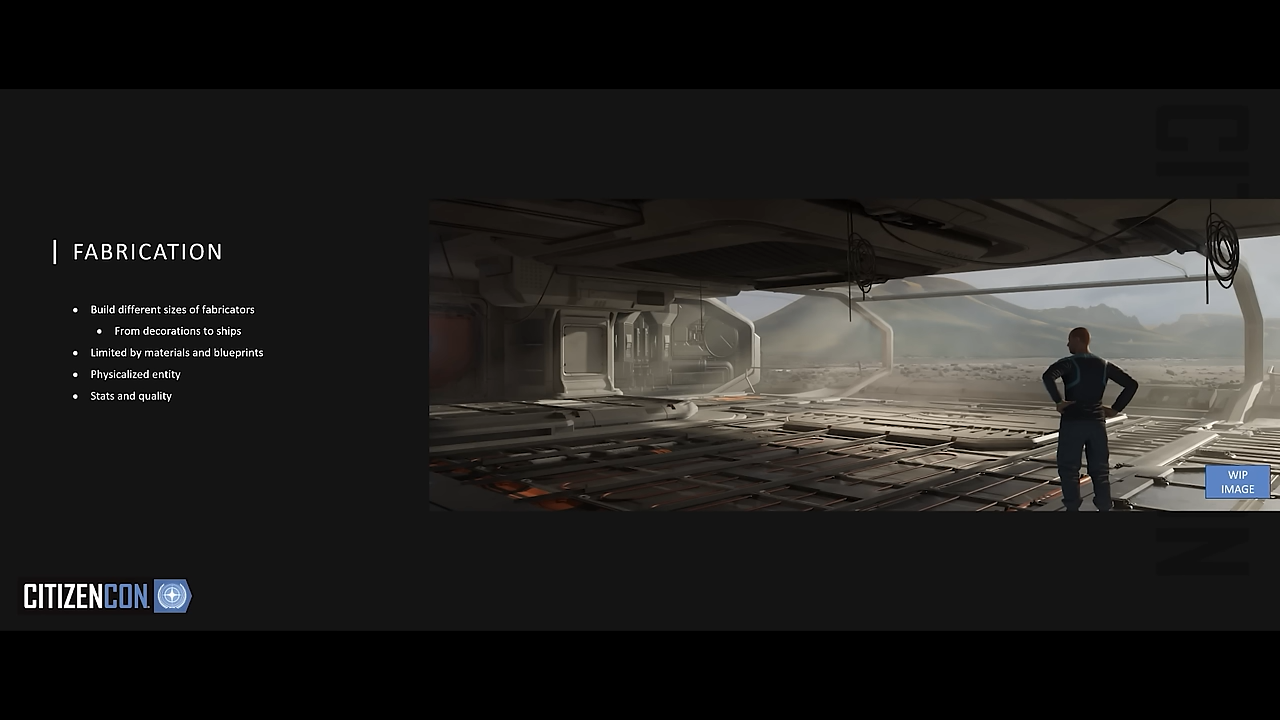 FABRICATION
Build different sizes of fabricators
From decorations to ships
Limited by materials and blueprints
Physicalized entity
Stats and quality
WIP
IMAGE
CITIZENCON